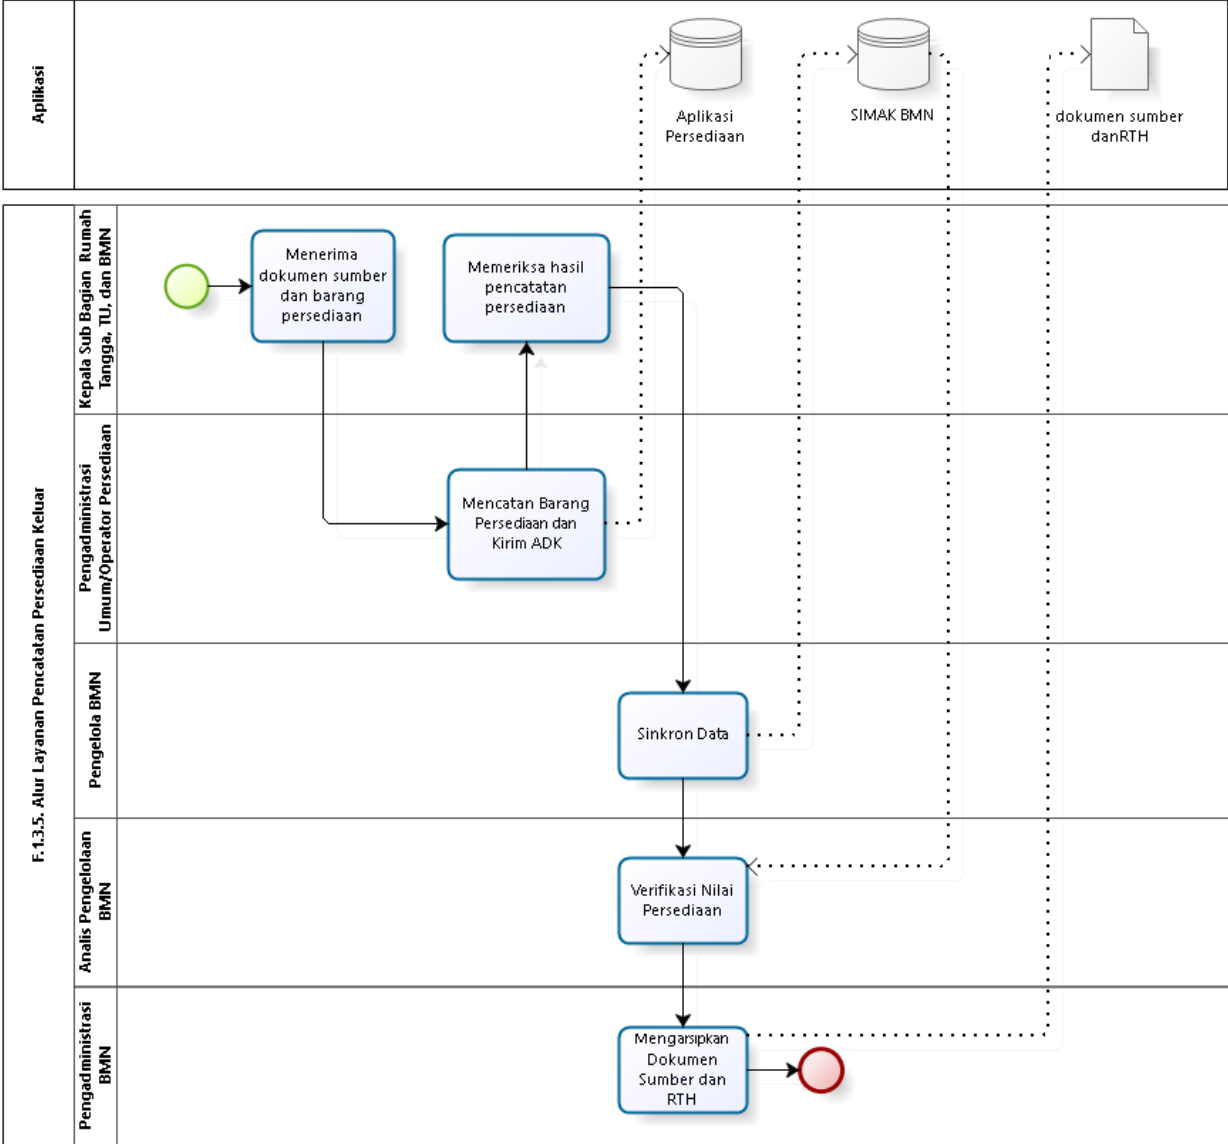 Aplikasi
Aplikasi
Persediaan
SIMAK BMN
dokumen sumber
danRTH
F.1.3.5. Alur Layanan Pencatatan Persediaan Keluar
Kepala Sub Bagian Rumah
Tangga, TU, dan BMN
Menerima
dokumen sumber
dan barang
persediaan
Memeriksa hasil
pencatatan
persediaan
Pengadministrasi
Umum/Operator Persediaan
Mencatan Barang
Persediaan dan
Kirim ADK
Pengelola BMN
Sinkron Data
Analis Pengelolaan
BMN
Verifikasi Nilai
Persediaan
Pengadministrasi
BMN
Mengarsipkan
Dokumen
Sumber dan
RTH